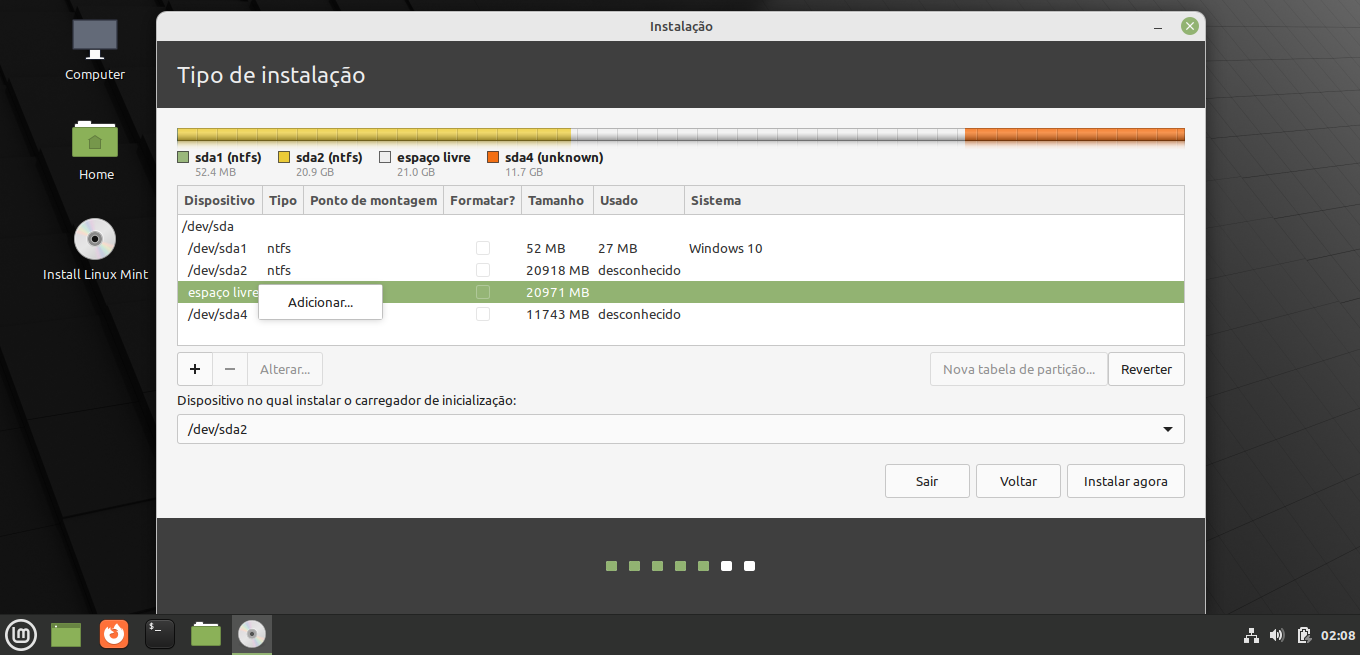 Instalação
Computer
Home
Install Linux Mint
Tipo de instalação
sda1 (ntfs) sda2 (ntfs) espaço livre sda4 (unknown)
52.4 MB 20.9 GB 21.0 GB 11.7 GB
Dispositivo Tipo Ponto de montagem Formatar? Tamanho Usado Sistema
/dev/sda
/dev/sda1 ntfs 52 MB 27 MB Windows 10
/dev/sda2 ntfs 20918 MB desconhecido
espaço livre 20971 MB
Adicionar...
/dev/sda4 11743 MB desconhecido
+ − Alterar... Nova tabela de partição... Reverter
Dispositivo no qual instalar o carregador de inicialização:
/dev/sda2
Sair Voltar Instalar agora
$_
02:08